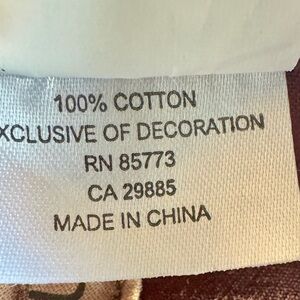 100% COTTON
XCLUSIVE OF DECORATION
RN 85773
CA 29885
MADE IN CHINA